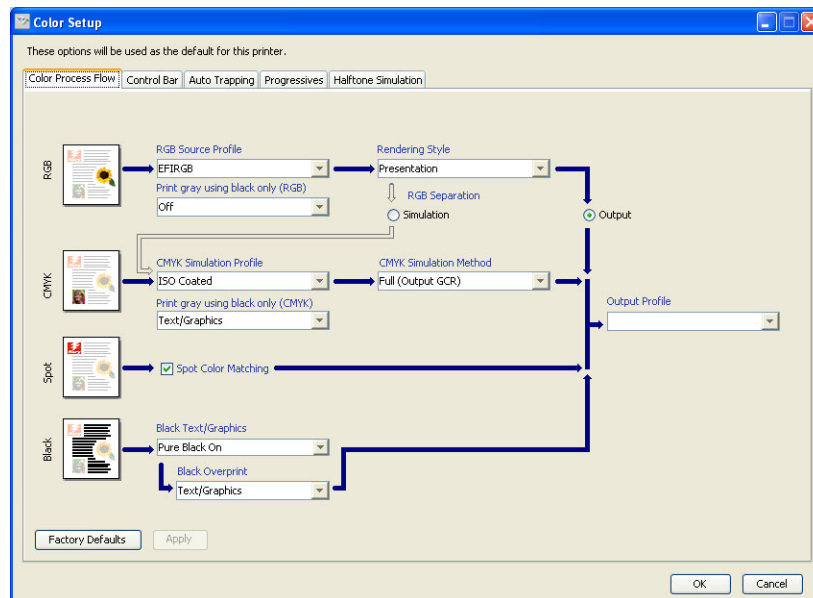 Color Setup
These options will be used as the default for this printer.
Color Process Flow Control Bar Auto Trapping Progressives Halftone Simulation
RGB
RGB Source Profile
Rendering Style
EFIRGB
Presentation
Print gray using black only (RGB)
RGB Separation
Off
Simulation
Output
CMYK
CMYK Simulation Profile
CMYK Simulation Method
ISO Coated
Full (Output GCR)
Print gray using black only (CMYK)
Output Profile
Text/Graphics
Spot
Spot Color Matching
Black
Black Text/Graphics
Pure Black On
Black Overprint
Text/Graphics
Factory Defaults Apply
OK Cancel